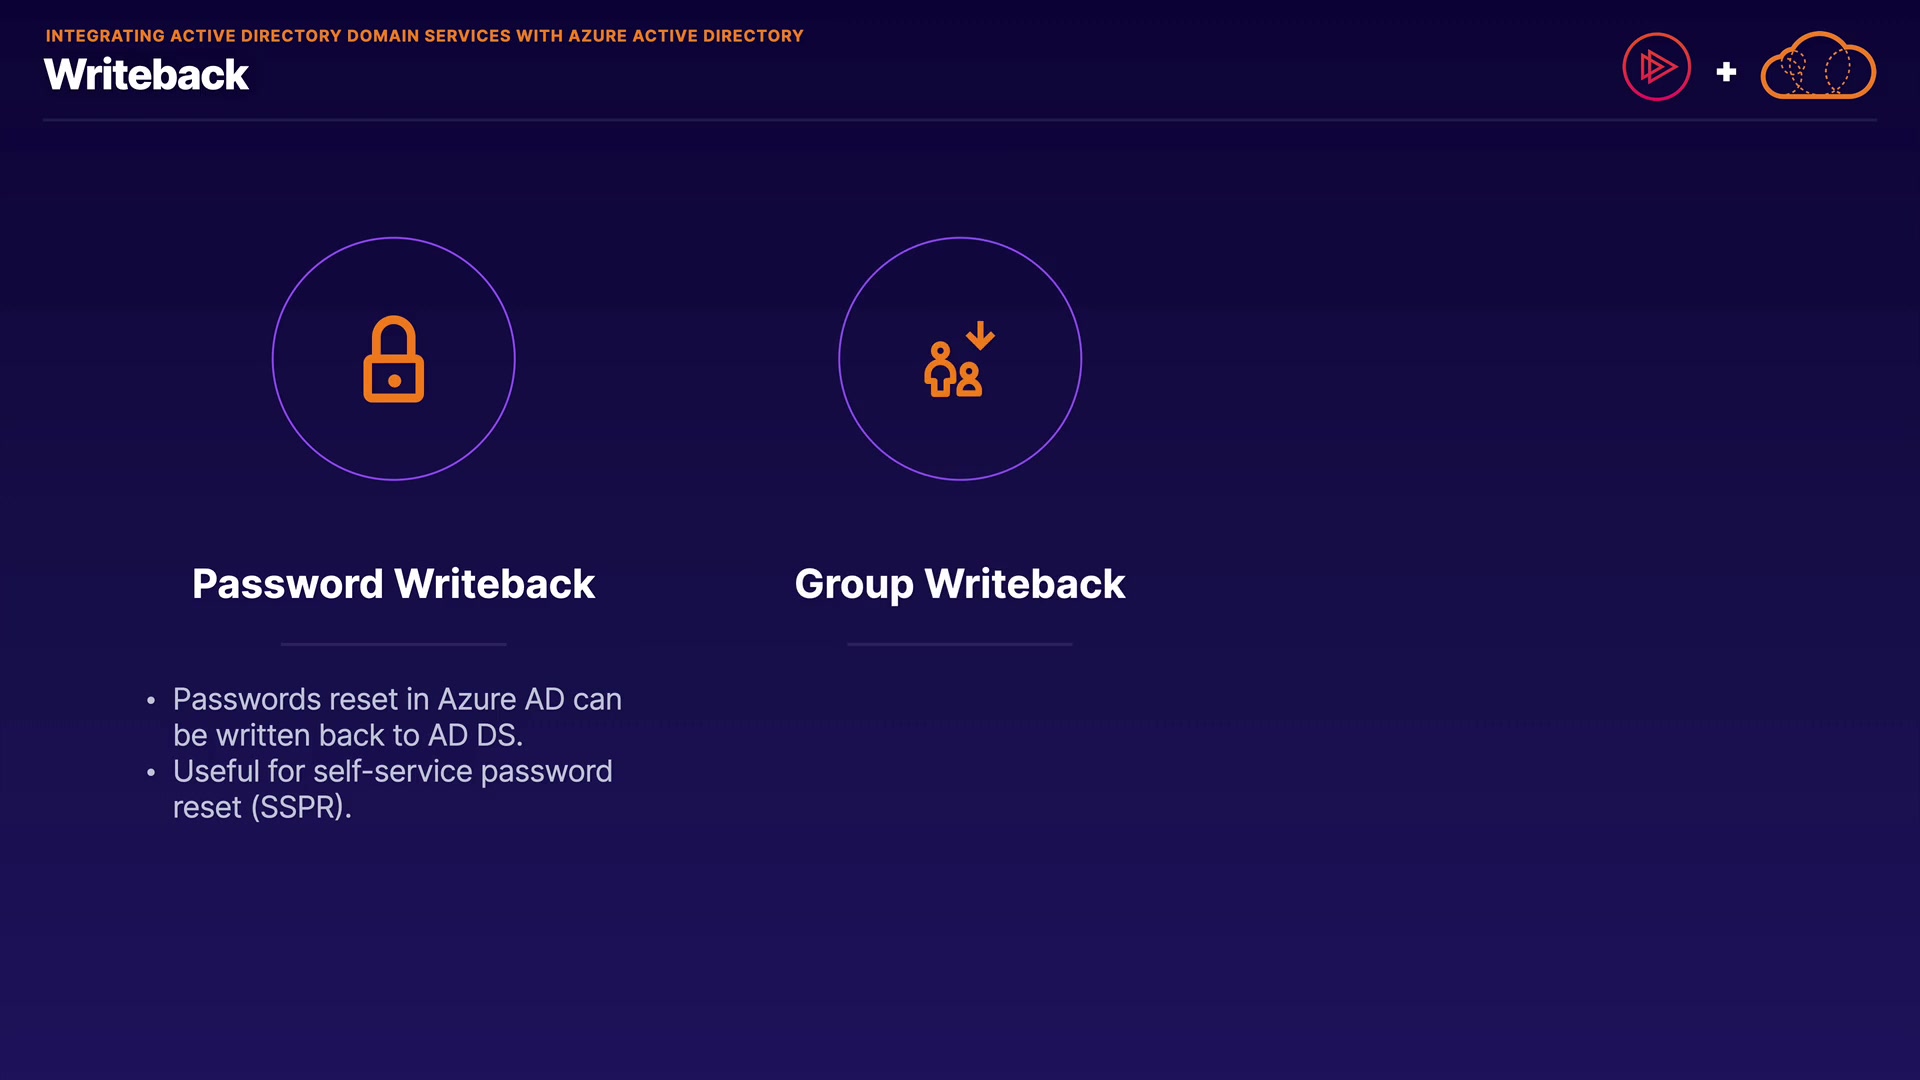 INTEGRATING ACTIVE DIRECTORY DOMAIN SERVICES WITH AZURE ACTIVE DIRECTORY
Writeback
Password Writeback
• Passwords reset in Azure AD can
be written back to AD DS.
• Useful for self-service password
reset (SSPR).
Group Writeback